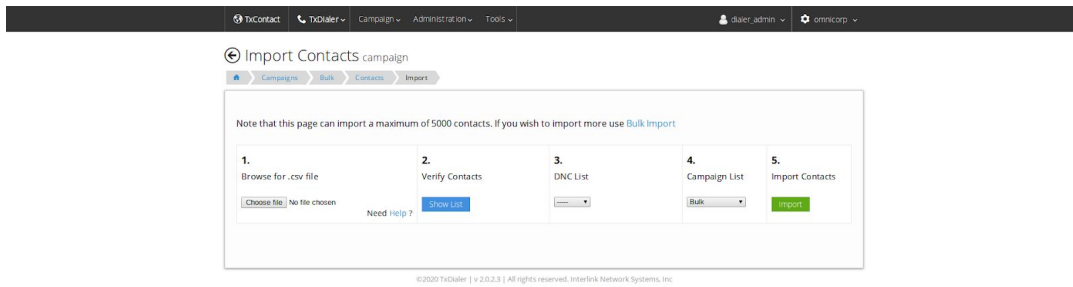 TxContact TxDialer Campaign Administration Tools dialer_admin omnicorp
Import Contacts campaign
Campaigns Bulk Contacts Import
Note that this page can import a maximum of 5000 contacts. If you wish to import more use Bulk Import
1. 2. 3. 4. 5.
Browse for .csv file Verify Contacts DNC List Campaign List Import Contacts
Choose file No file chosen Show List ---- Bulk Import
Need Help ?
©2020 TxDialer | v 2.0.2.3 | All rights reserved, Interlink Network Systems, Inc